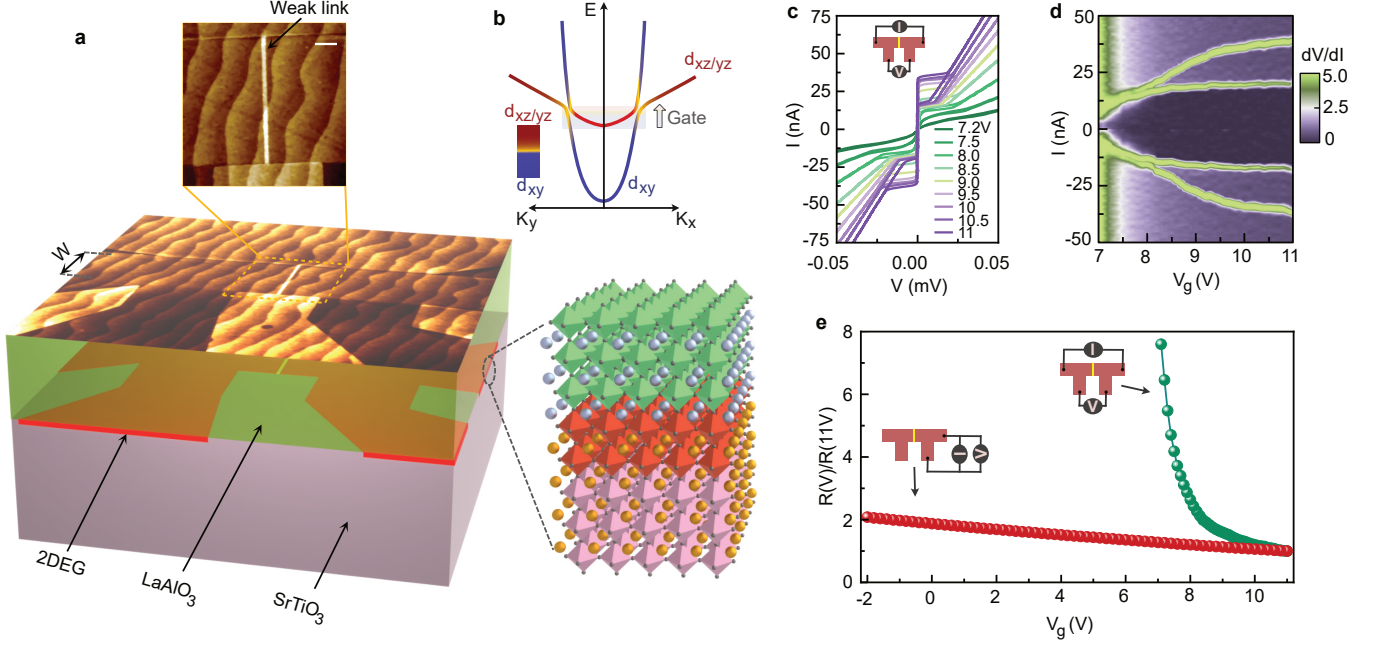 a
Weak link
W
2DEG
LaAlO3
SrTiO3
b
E
dxz/yz
dxz/yz
Gate
dxy
dxy
Ky
Kx
c
I (nA)
75
50
25
0
-25
-50
-75
I
V
7.2V
7.5
8.0
8.5
9.0
9.5
10
10.5
11
-0.05
0.00
0.05
V (mV)
d
I (nA)
50
25
0
-25
-50
7
8
9
10
11
Vg (V)
dV/dI
5.0
2.5
0
e
R(V)/R(11V)
8
6
4
2
0
I
V
I
V
-2
0
2
4
6
8
10
Vg (V)